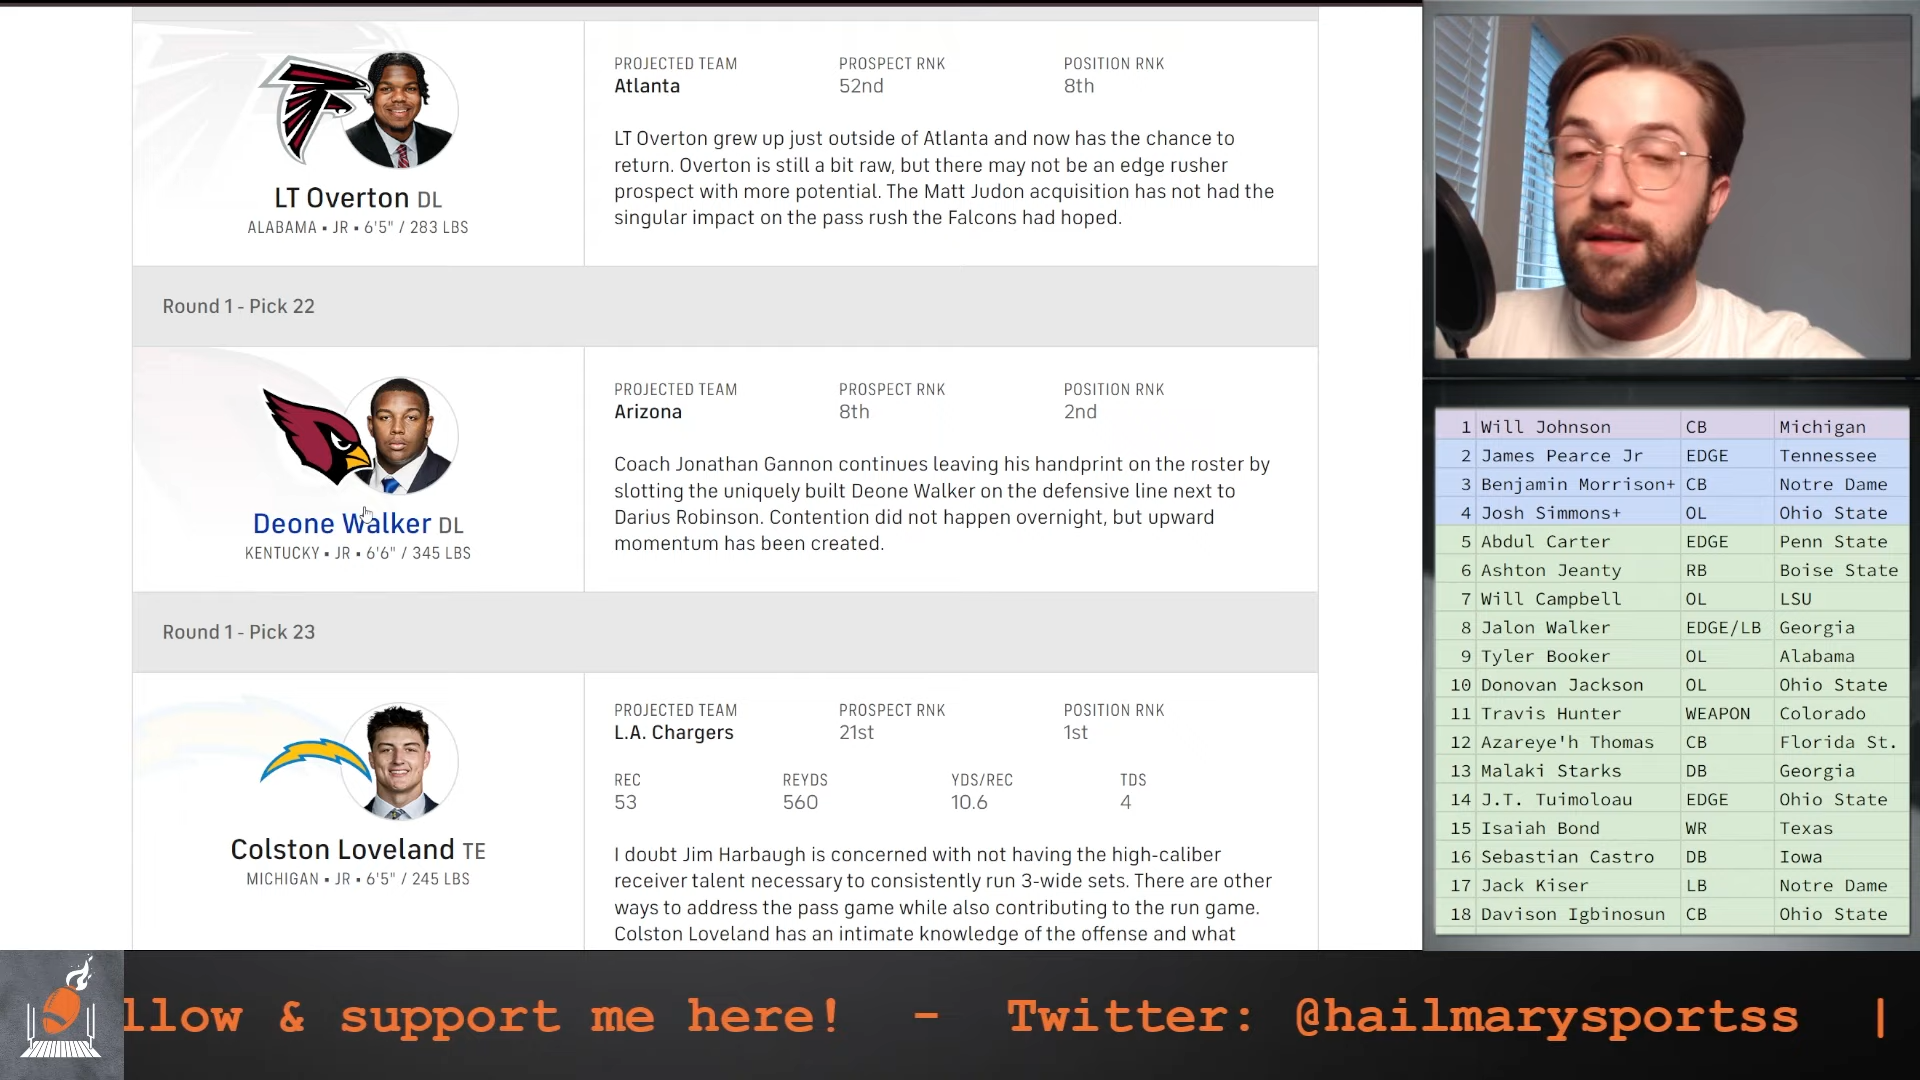 PROJECTED TEAM PROSPECT RNK POSITION RNK
Atlanta 52nd 8th
LT Overton grew up just outside of Atlanta and now has the chance to
return. Overton is still a bit raw, but there may not be an edge rusher
prospect with more potential. The Matt Judon acquisition has not had the
singular impact on the pass rush the Falcons had hoped.
LT Overton DL
ALABAMA • JR • 6'5" / 283 LBS
Round 1 - Pick 22
PROJECTED TEAM PROSPECT RNK POSITION RNK
Arizona 8th 2nd
Coach Jonathan Gannon continues leaving his handprint on the roster by
slotting the uniquely built Deone Walker on the defensive line next to
Darius Robinson. Contention did not happen overnight, but upward
momentum has been created.
Deone Walker DL
KENTUCKY • JR • 6'6" / 345 LBS
Round 1 - Pick 23
PROJECTED TEAM PROSPECT RNK POSITION RNK
L.A. Chargers 21st 1st
REC REYDS YDS/REC TDS
53 560 10.6 4
Colston Loveland TE
MICHIGAN • JR • 6'5" / 245 LBS
I doubt Jim Harbaugh is concerned with not having the high-caliber
receiver talent necessary to consistently run 3-wide sets. There are other
ways to address the pass game while also contributing to the run game.
Colston Loveland has an intimate knowledge of the offense and what
1 Will Johnson CB Michigan
2 James Pearce Jr EDGE Tennessee
3 Benjamin Morrison+ CB Notre Dame
4 Josh Simmons+ OL Ohio State
5 Abdul Carter EDGE Penn State
6 Ashton Jeanty RB Boise State
7 Will Campbell OL LSU
8 Jalon Walker EDGE/LB Georgia
9 Tyler Booker OL Alabama
10 Donovan Jackson OL Ohio State
11 Travis Hunter WEAPON Colorado
12 Azareye'h Thomas CB Florida St.
13 Malaki Starks DB Georgia
14 J.T. Tuimoloau EDGE Ohio State
15 Isaiah Bond WR Texas
16 Sebastian Castro DB Iowa
17 Jack Kiser LB Notre Dame
18 Davison Igbinosun CB Ohio State
llow & support me here! - Twitter: @hailmarysportss |